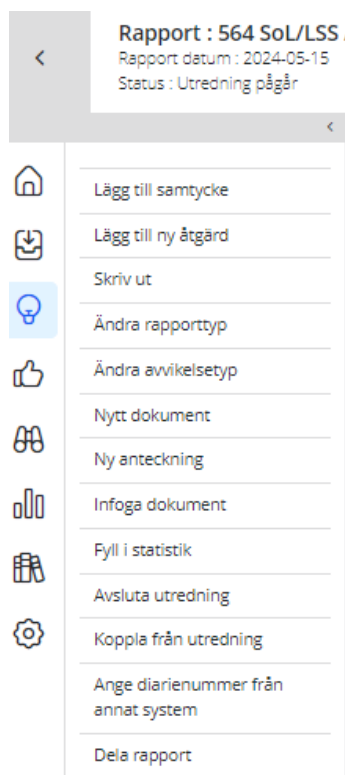 Rapport : 564 SoL/LSS
Rapport datum : 2024-05-15
Status : Utredning pågår
Lägg till samtycke
Lägg till ny åtgärd
Skriv ut
Ändra rapporttyp
Ändra avvikelsetyp
Nytt dokument
Ny anteckning
Infoga dokument
Fyll i statistik
Avsluta utredning
Koppla från utredning
Ange diarienummer från
annat system
Dela rapport